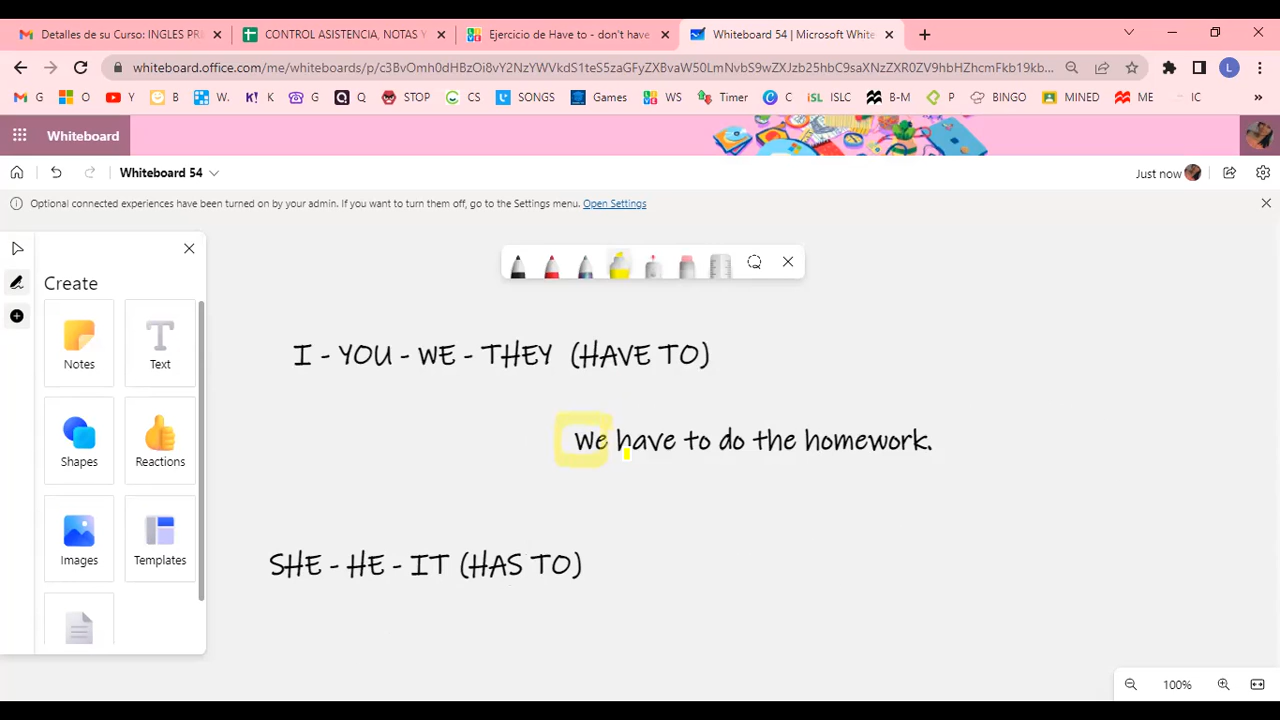 Detalles de su Curso: INGLES PRI
CONTROL ASISTENCIA, NOTAS Y
Ejercicio de Have to - don't have
Whiteboard 54 | Microsoft White
whiteboard.office.com/me/whiteboards/p/c3BvOmh0dHBzOi8vY2NzYWVkdS1teS5zaGFyZXBvaW50LmNvbS9wZXJzb25hbC9saXNzZXR0ZV9hbHZhcmFkb19kb...
G O Y B W. K! G Q STOP CS SONGS Games WS Timer C ISLC B-M P BINGO MINED ME IC »
Whiteboard
Whiteboard 54
Just now
Optional connected experiences have been turned on by your admin. If you want to turn them off, go to the Settings menu. Open Settings
Create
Notes Text
Shapes Reactions
Images Templates
I - YOU - WE - THEY (HAVE TO)
We have to do the homework.
SHE - HE - IT (HAS TO)
100%